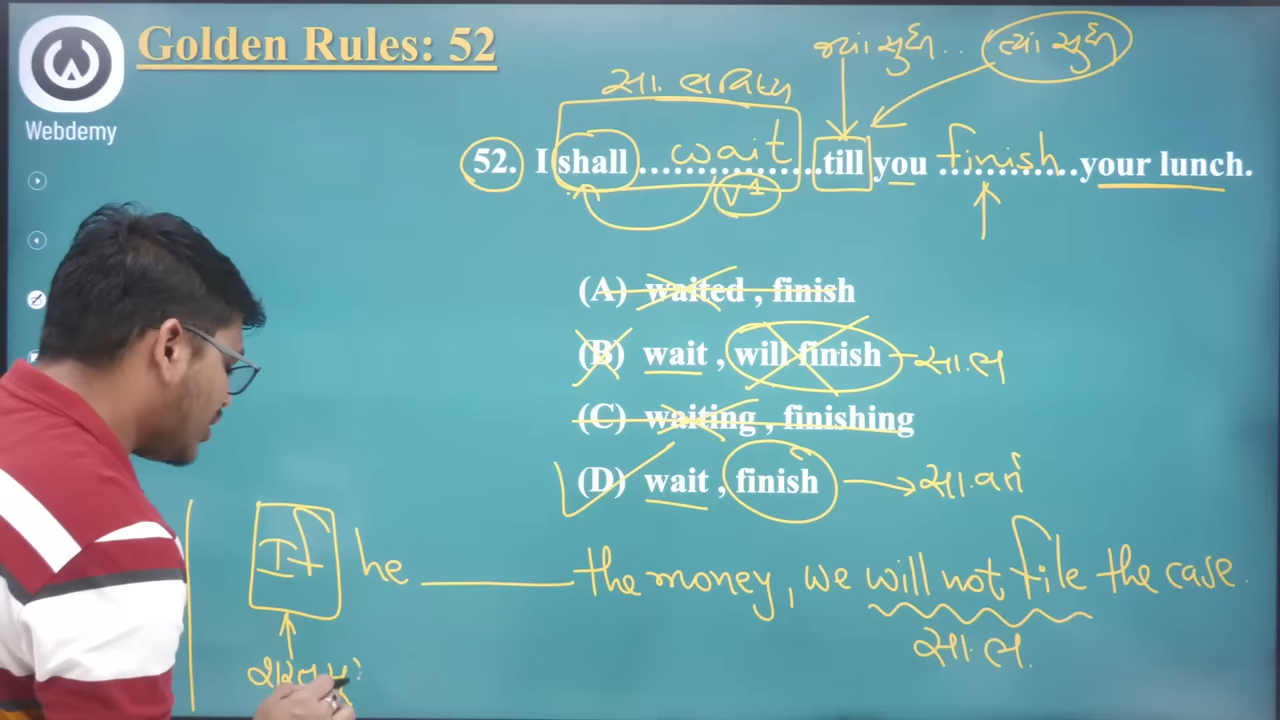 Golden Rules: 52
Webdemy
જ્યાં સુધી.. ત્યાં સુધી
સા. ભવિષ્ય
52. I shall ...... wait ...... till you ...... finish ...... your lunch.
V1
(A) waited , finish
(B) wait , will finish સા.ભ
(C) waiting , finishing
(D) wait , finish સા.વર્ત
If he ______ the money, we will not file the case.
સા.ભ.